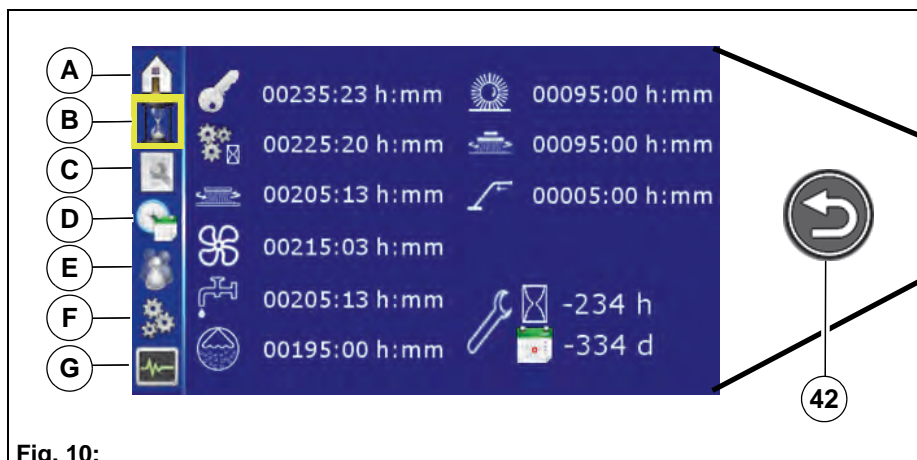 A
B
C
D
E
F
G
00235:23 h:mm
00225:20 h:mm
00205:13 h:mm
00215:03 h:mm
00205:13 h:mm
00195:00 h:mm
00095:00 h:mm
00095:00 h:mm
00005:00 h:mm
-234 h
-334 d
42
Fig. 10: